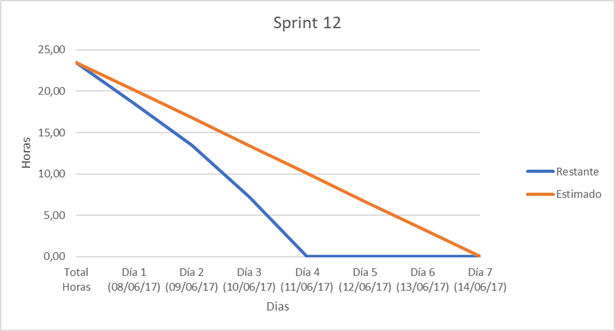 Sprint 12
25,00
20,00
15,00
10,00
5,00
0,00
Horas
Total Horas
Día 1 (08/06/17)
Día 2 (09/06/17)
Día 3 (10/06/17)
Día 4 (11/06/17)
Día 5 (12/06/17)
Día 6 (13/06/17)
Día 7 (14/06/17)
Dias
Restante
Estimado